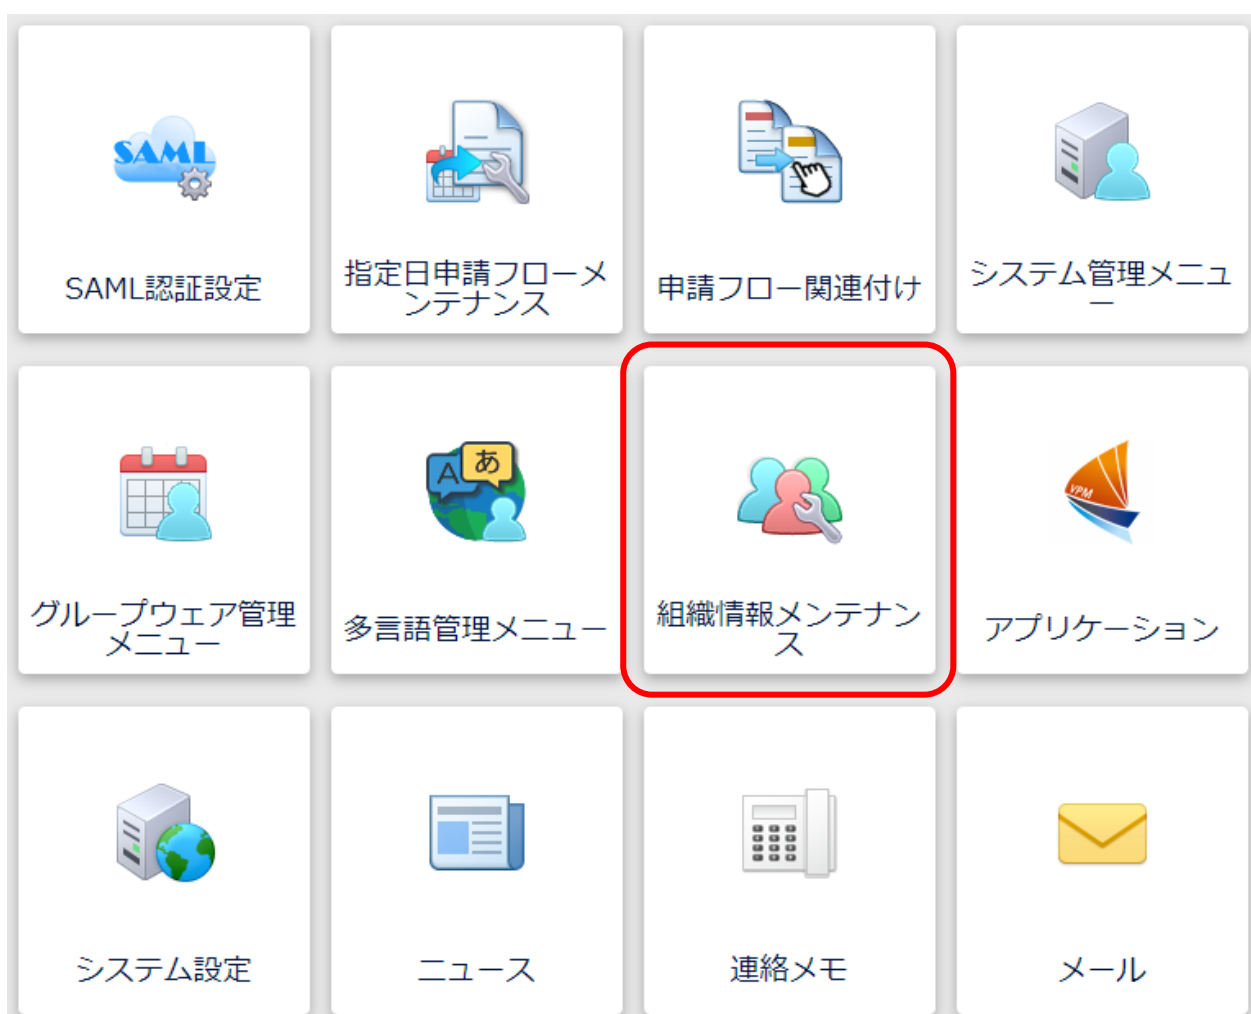 SAML
SAML認証設定
指定日申請フローメ
ンテナンス
申請フロー関連付け
システム管理メニュ
ー
グループウェア管理
メニュー
A あ
多言語管理メニュー
組織情報メンテナン
ス
VPM
アプリケーション
システム設定
ニュース
連絡メモ
メール